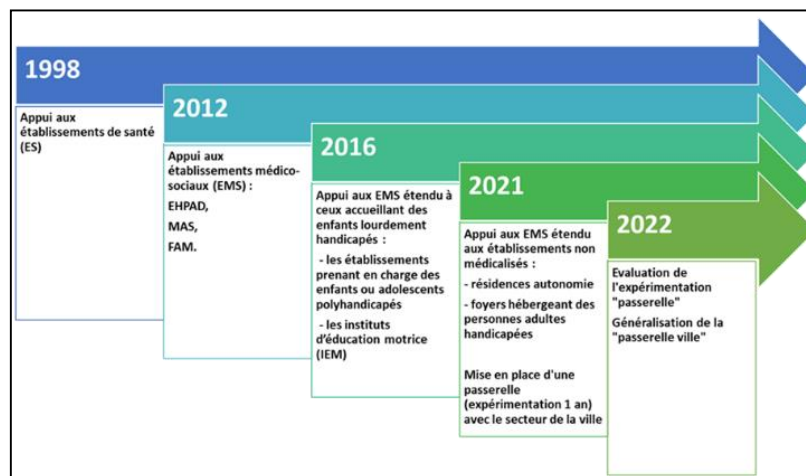 1998
Appui aux
établissements de santé
(ES)
2012
Appui aux
établissements médico-
sociaux (EMS) :
EHPAD,
MAS,
FAM.
2016
Appui aux EMS étendu à
ceux accueillant des
enfants lourdement
handicapés :
- les établissements
prenant en charge des
enfants ou adolescents
polyhandicapés
- les instituts
d'éducation motrice
(IEM)
2021
Appui aux EMS étendu
aux établissements non
médicalisés :
- résidences autonomie
- foyers hébergeant des
personnes adultes
handicapées
Mise en place d'une
passerelle
(expérimentation 1 an)
avec le secteur de la ville
2022
Evaluation de
l'expérimentation
"passerelle"
Généralisation de la
"passerelle ville"